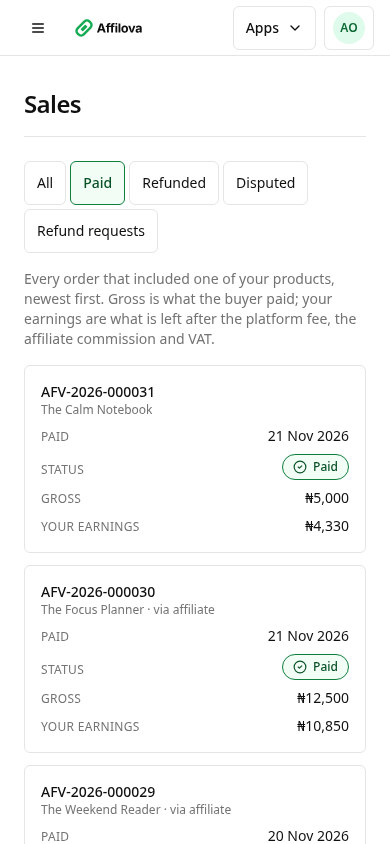 Affilova
Apps
AO
Sales
All
Paid
Refunded
Disputed
Refund requests
Every order that included one of your products,
newest first. Gross is what the buyer paid; your
earnings are what is left after the platform fee, the
affiliate commission and VAT.
AFV-2026-000031
The Calm Notebook
PAID 21 Nov 2026
STATUS Paid
GROSS ₦5,000
YOUR EARNINGS ₦4,330
AFV-2026-000030
The Focus Planner · via affiliate
PAID 21 Nov 2026
STATUS Paid
GROSS ₦12,500
YOUR EARNINGS ₦10,850
AFV-2026-000029
The Weekend Reader · via affiliate
PAID 20 Nov 2026